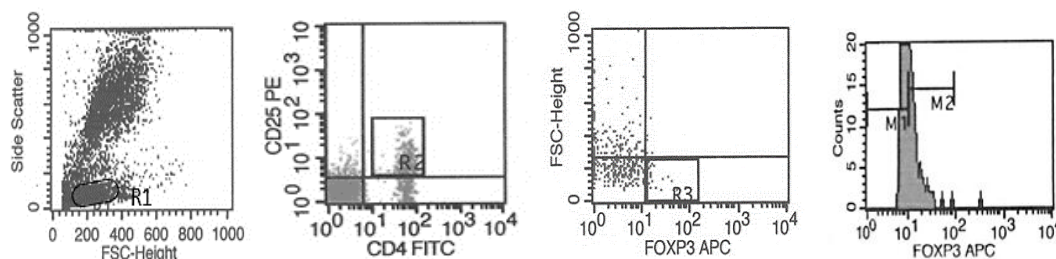 1000
Side Scatter
0
R1
0 200 400 600 800 1000
FSC-Height
10^4
10^3
10^2
10^1
10^0
CD25 PE
R2
10^0 10^1 10^2 10^3 10^4
CD4 FITC
1000
FSC-Height
0
R3
10^0 10^1 10^2 10^3 10^4
FOXP3 APC
20
15
10
5
0
Counts
M2
10^0 10^1 10^2 10^3 10^4
FOXP3 APC